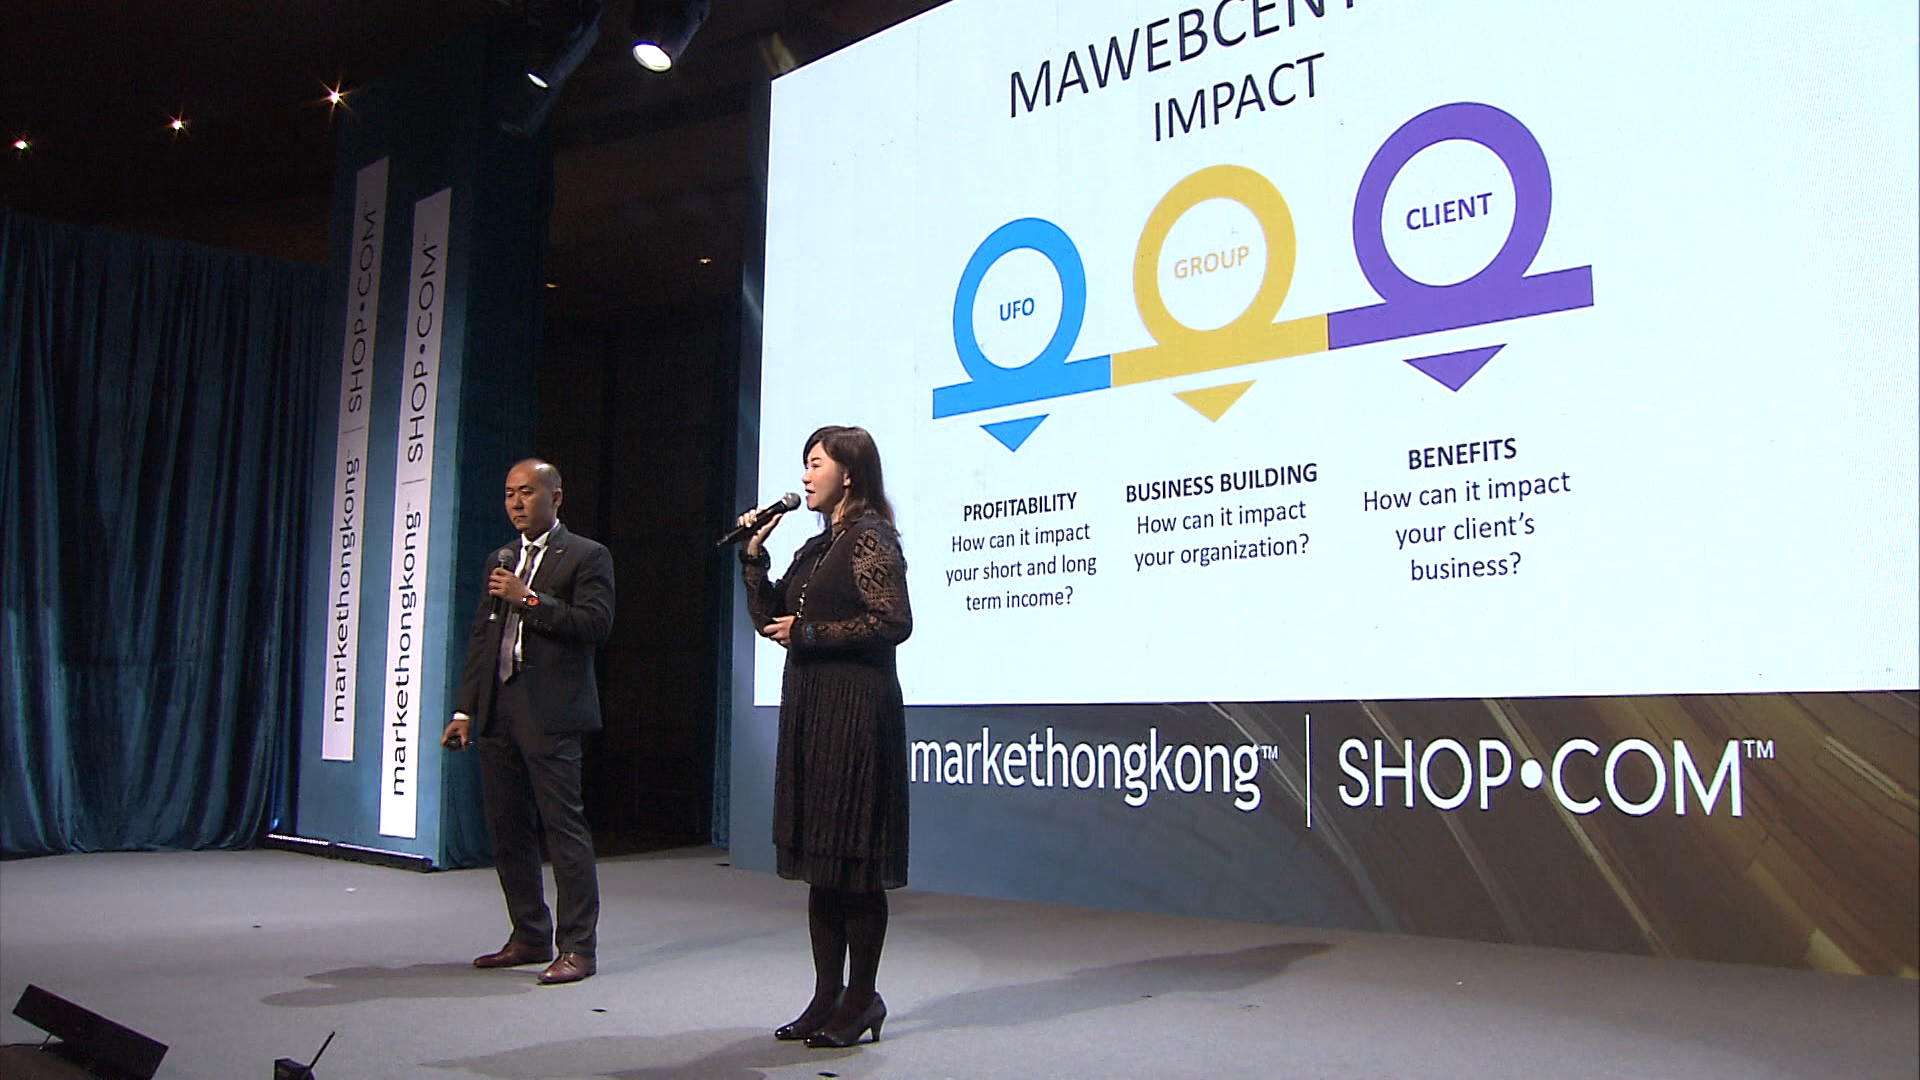 IMPACT
UFO
GROUP
CLIENT
PROFITABILITY
How can it impact
your short and long
term income?
BUSINESS BUILDING
How can it impact
your organization?
BENEFITS
How can it impact
your client's
business?
markethongkong™ | SHOP•COM™
markethongkong™ | SHOP•COM™
markethongkong™ | SHOP•COM™